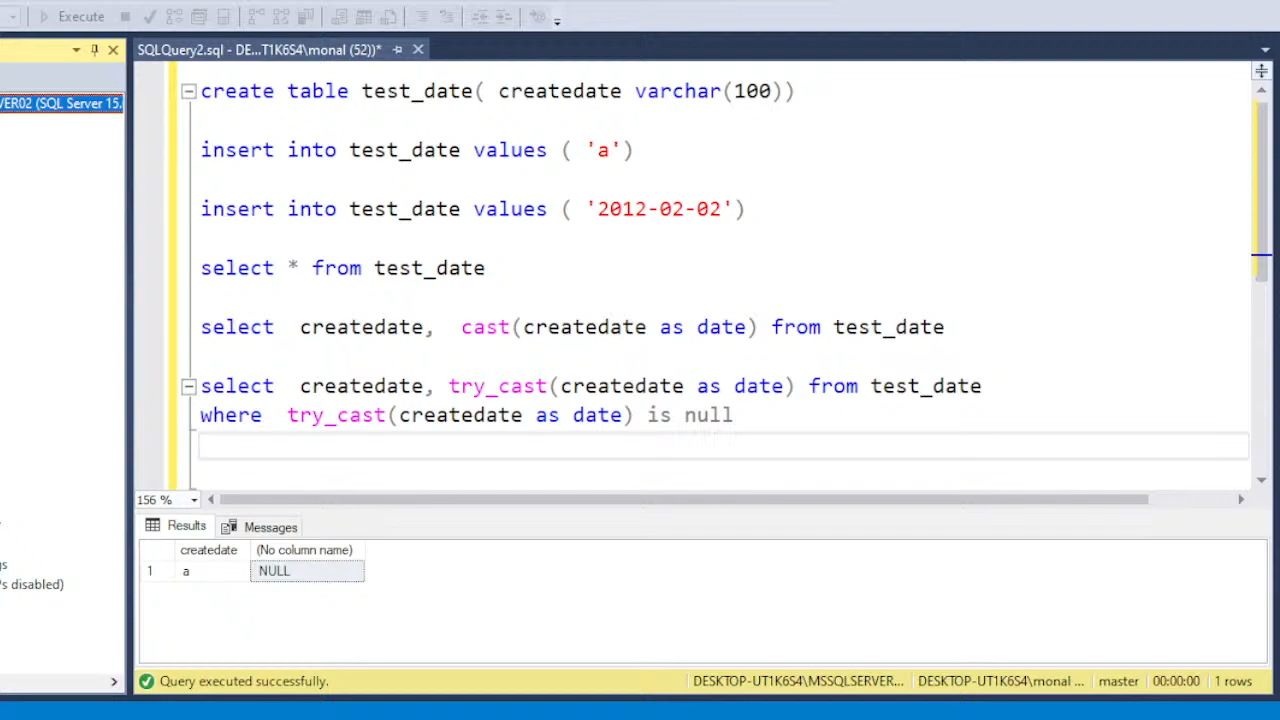 Execute
SQLQuery2.sql - DE...T1K6S4\monal (52))*
VER02 (SQL Server 15.
create table test_date( createdate varchar(100))
insert into test_date values ( 'a')
insert into test_date values ( '2012-02-02')
select * from test_date
select  createdate,  cast(createdate as date) from test_date
select  createdate, try_cast(createdate as date) from test_date
where  try_cast(createdate as date) is null
156 %
Results Messages
createdate (No column name)
1 a NULL
gs
's disabled)
Query executed successfully. DESKTOP-UT1K6S4\MSSQLSERVER... DESKTOP-UT1K6S4\monal ... master 00:00:00 1 rows